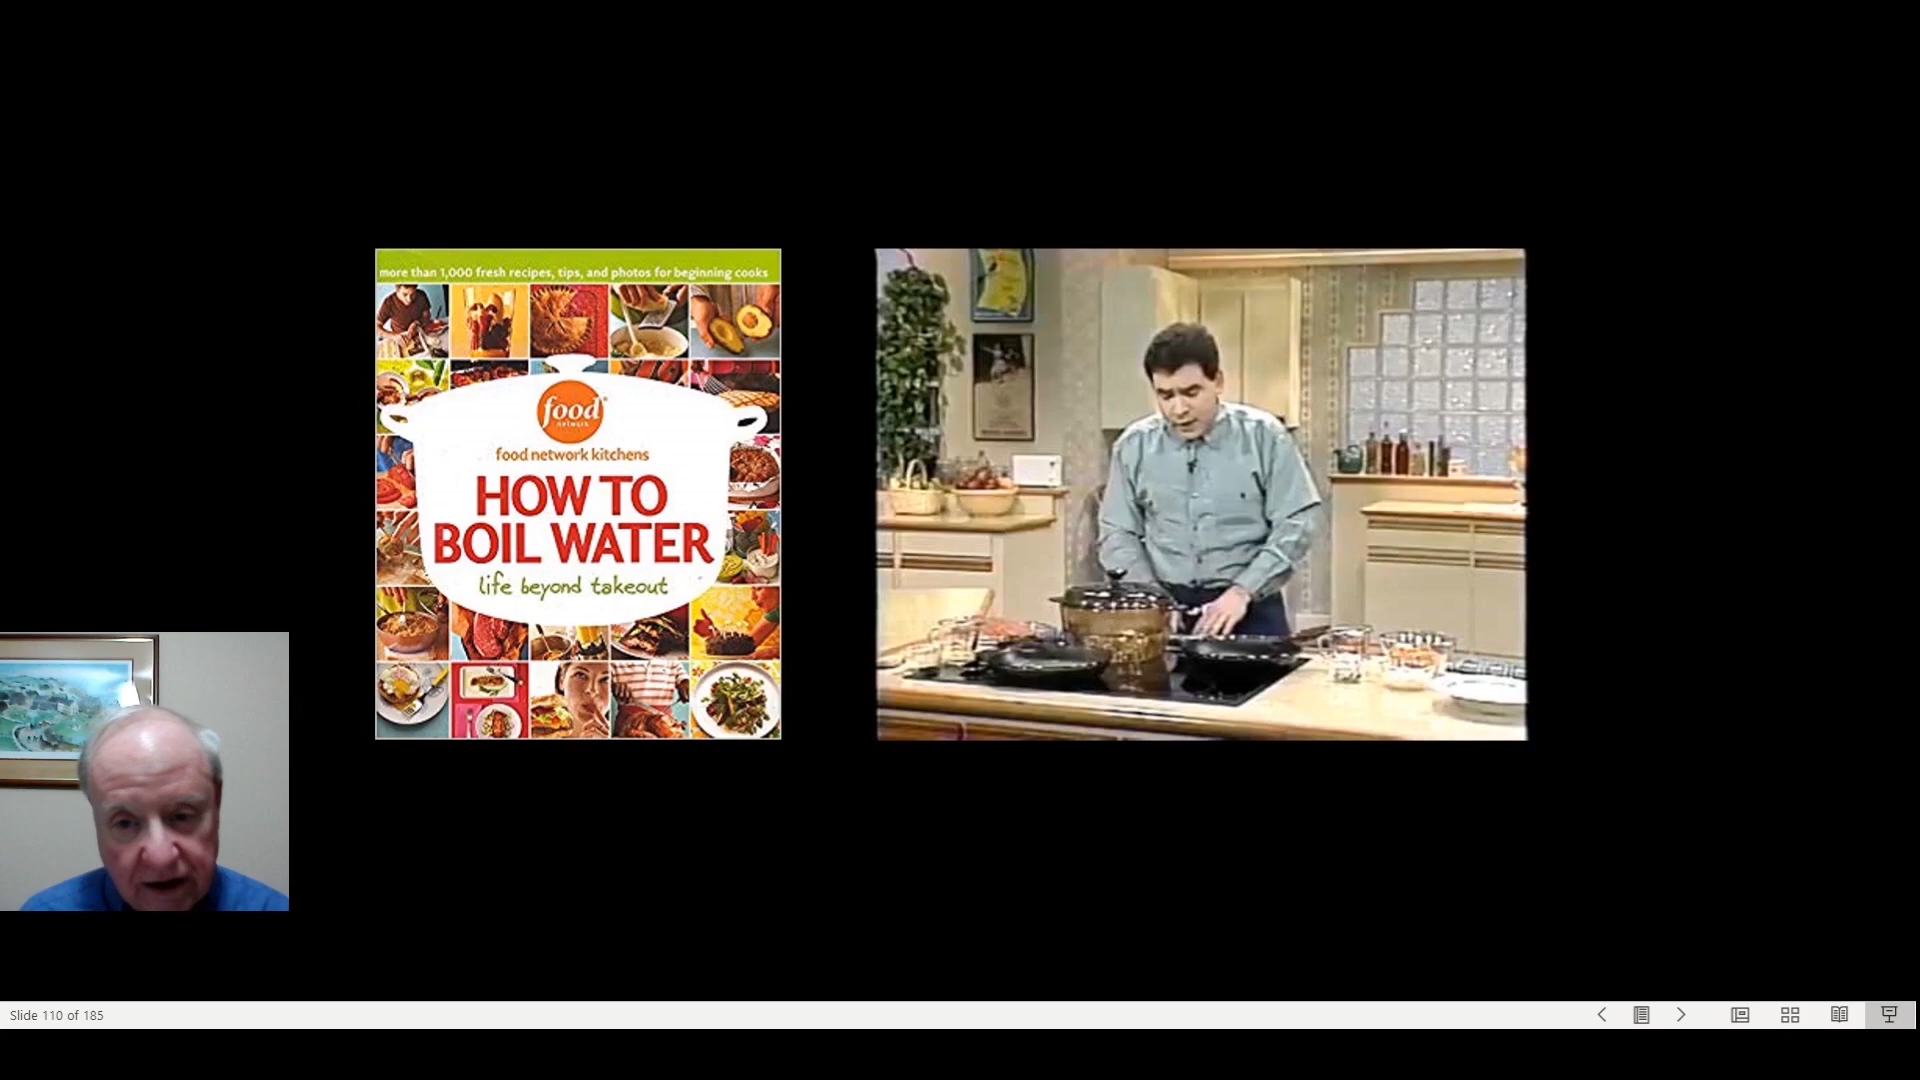 more than 1,000 fresh recipes, tips, and photos for beginning cooks
food
network
food network kitchens
HOW TO
BOIL WATER
life beyond takeout
Slide 110 of 185